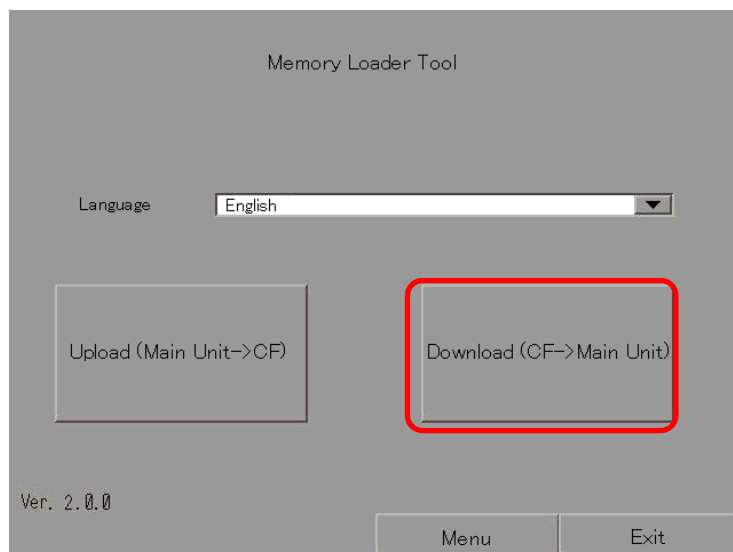 Memory Loader Tool
Language English
Upload (Main Unit->CF) Download (CF->Main Unit)
Ver. 2.0.0
Menu Exit